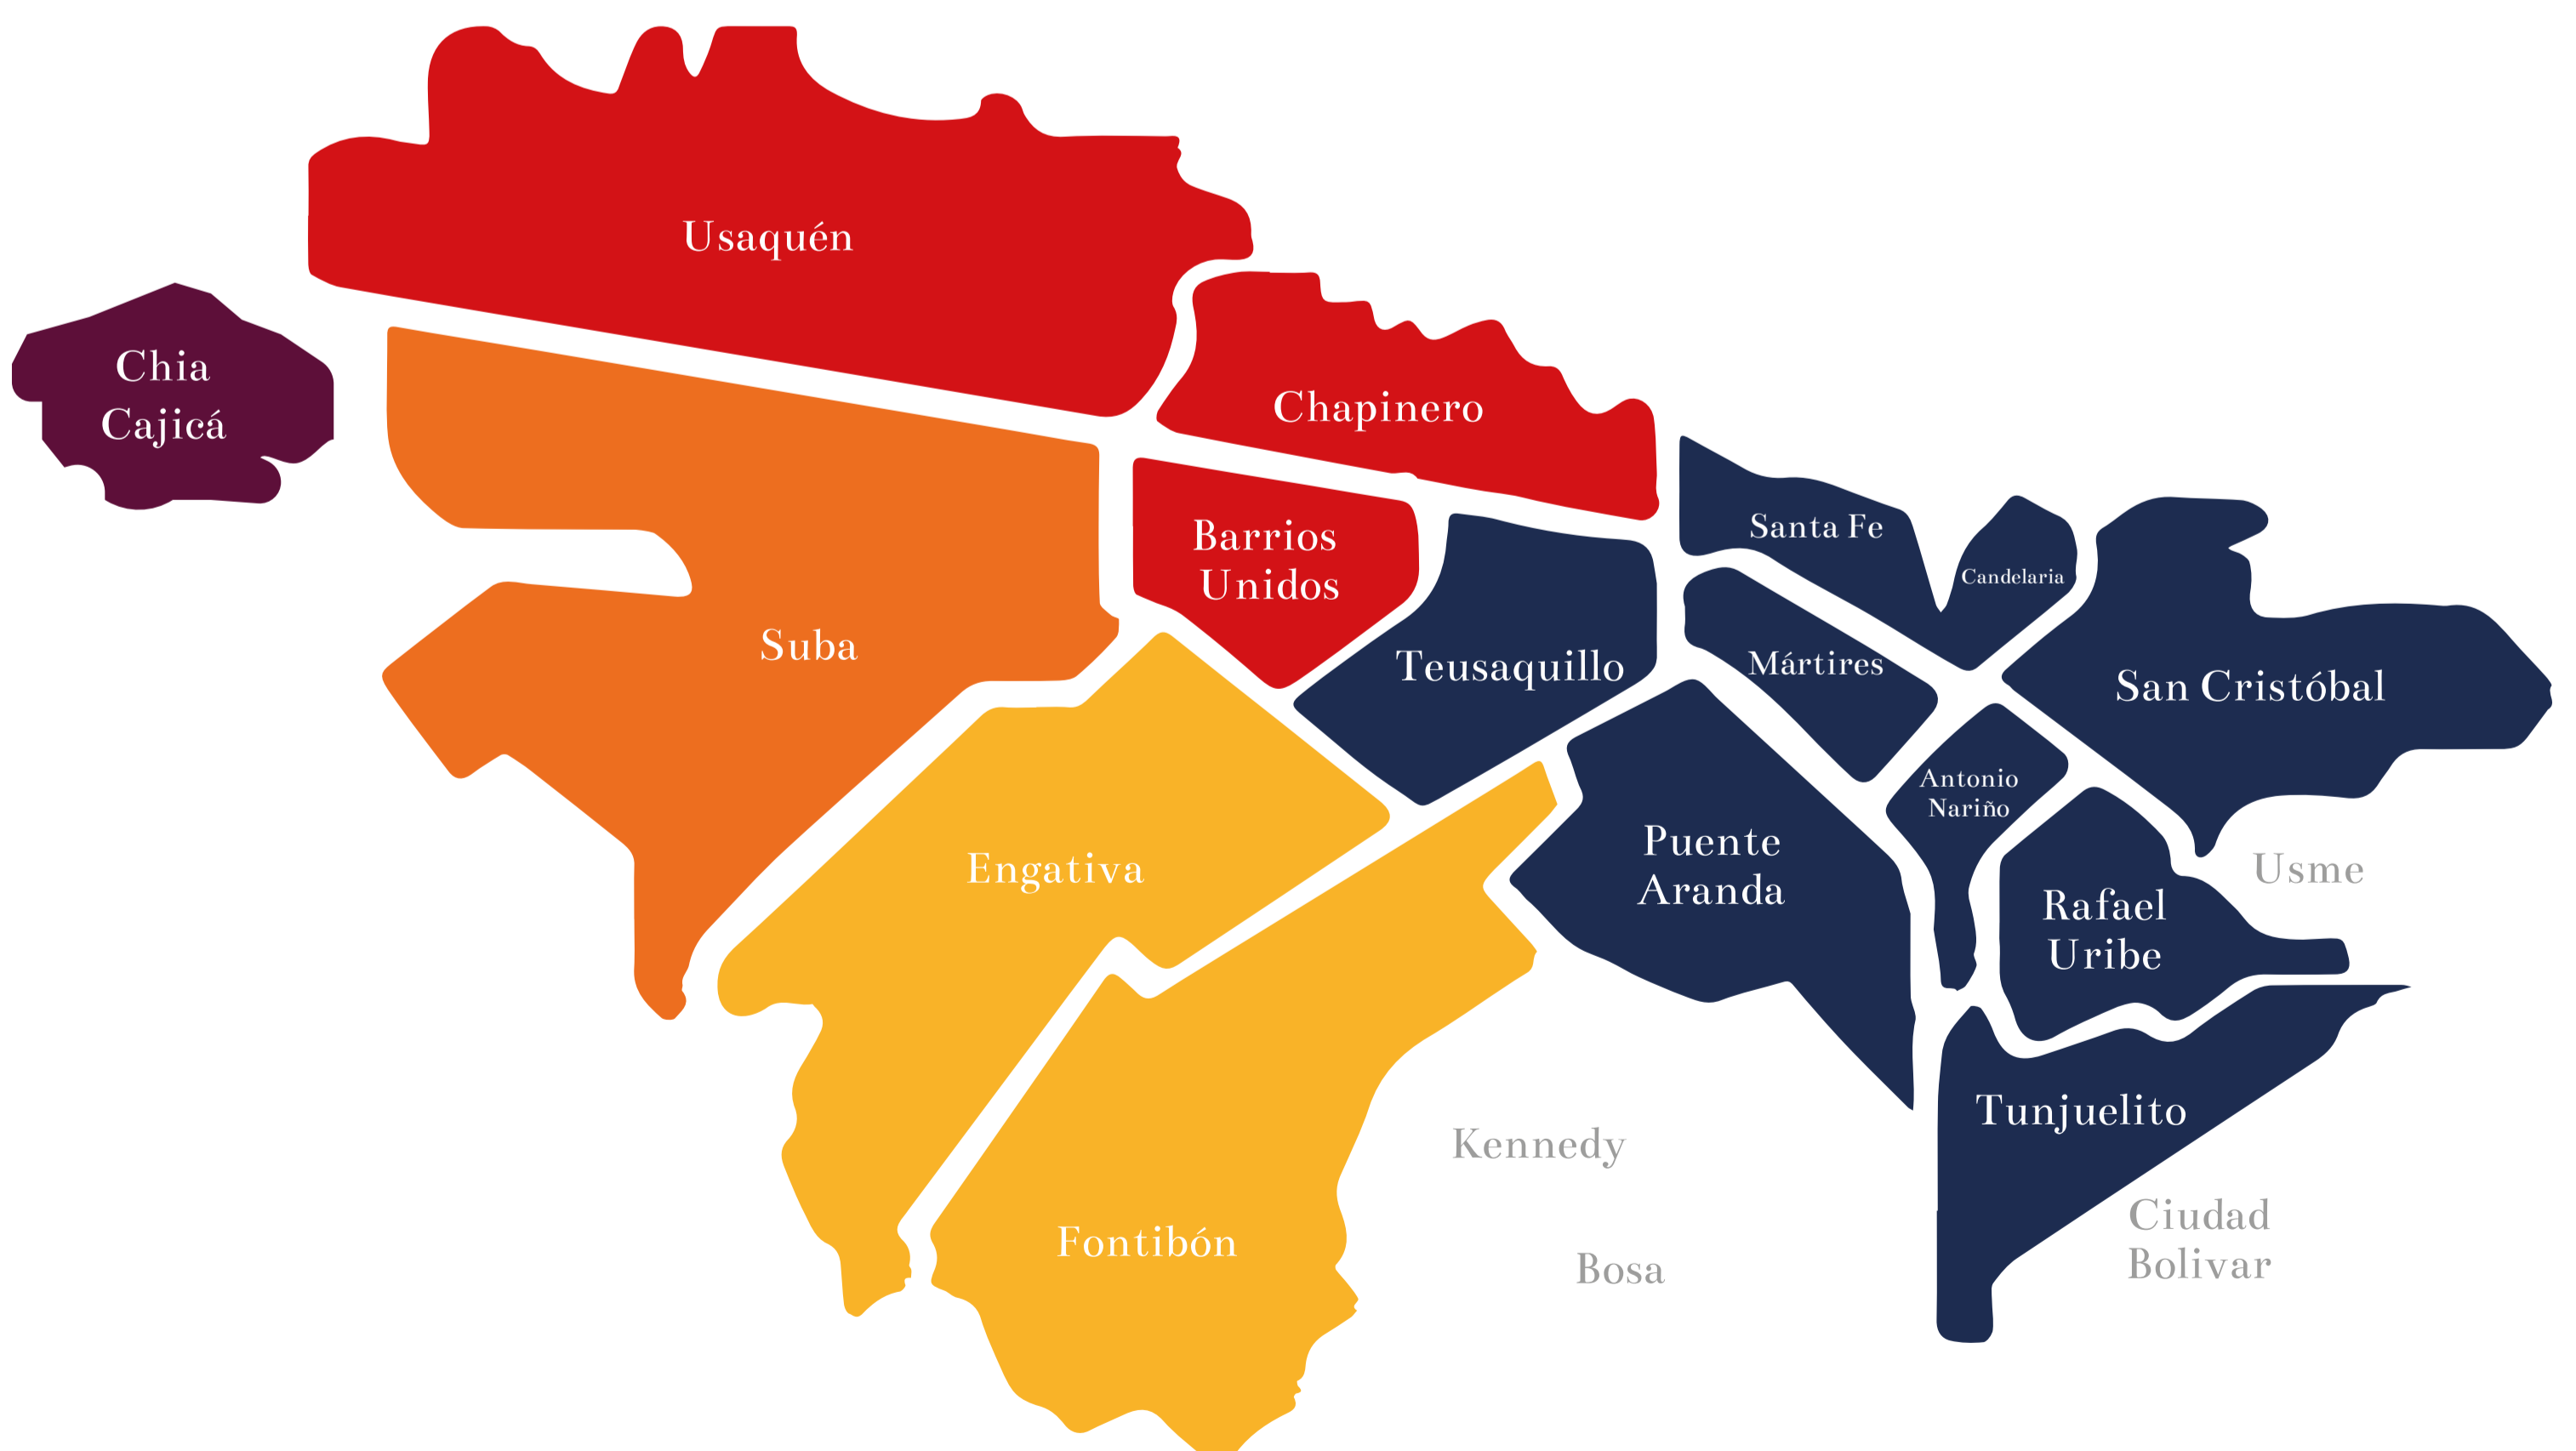 Usaquén
Chia
Cajicá
Chapinero
Santa Fe
Barrios
Unidos
Candelaria
Suba
Teusaquillo
Mártires
San Cristóbal
Antonio
Nariño
Puente
Aranda
Engativa
Usme
Rafael
Uribe
Tunjuelito
Kennedy
Fontibón
Bosa
Ciudad
Bolivar